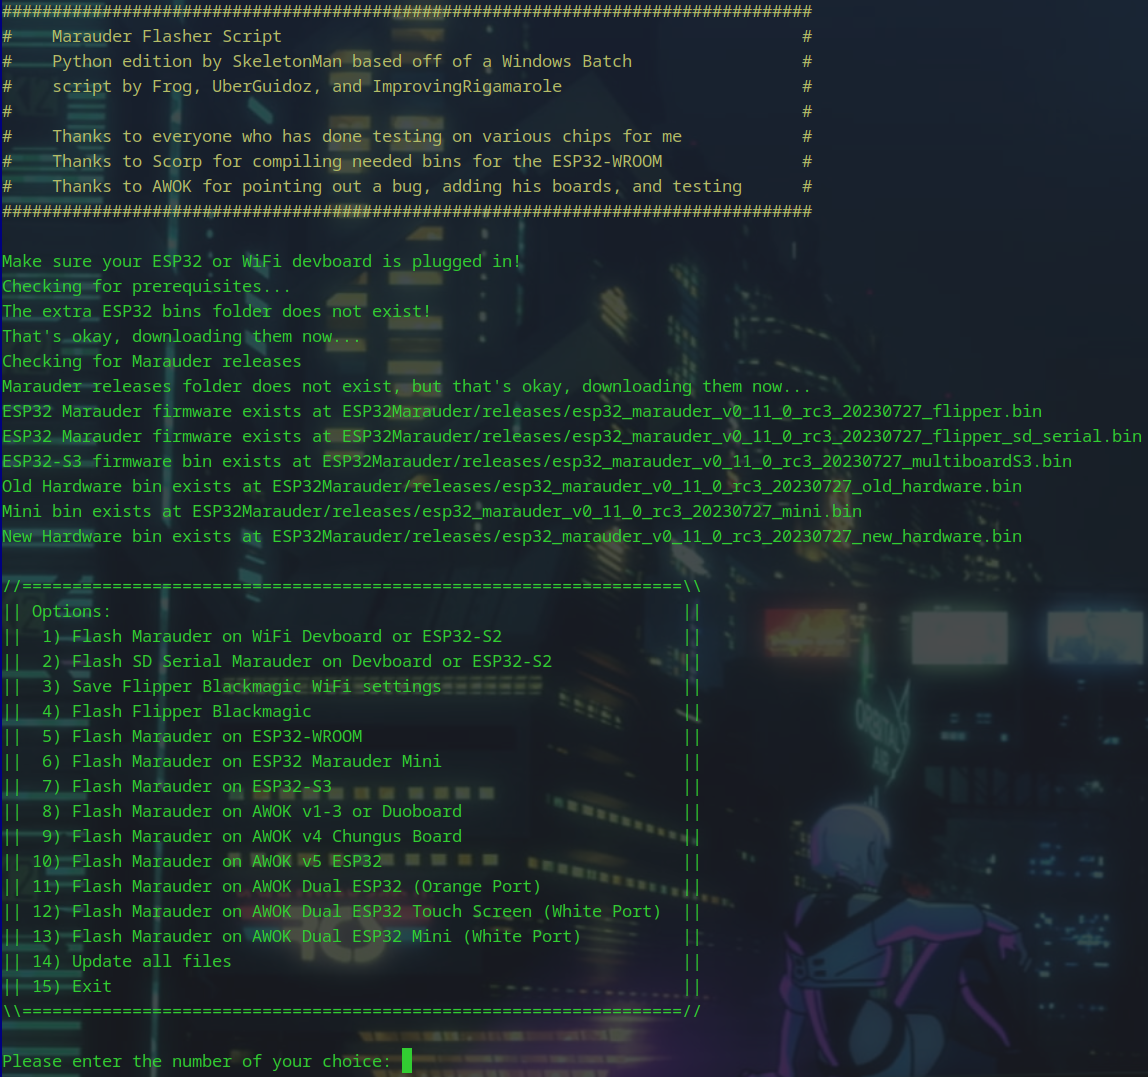 #################################################################################
#    Marauder Flasher Script                                                    #
#    Python edition by SkeletonMan based off of a Windows Batch                 #
#    script by Frog, UberGuidoz, and ImprovingRigamarole                        #
#                                                                               #
#    Thanks to everyone who has done testing on various chips for me            #
#    Thanks to Scorp for compiling needed bins for the ESP32-WROOM              #
#    Thanks to AWOK for pointing out a bug, adding his boards, and testing      #
#################################################################################
Make sure your ESP32 or WiFi devboard is plugged in!
Checking for prerequisites...
The extra ESP32 bins folder does not exist!
That's okay, downloading them now...
Checking for Marauder releases
Marauder releases folder does not exist, but that's okay, downloading them now...
ESP32 Marauder firmware exists at ESP32Marauder/releases/esp32_marauder_v0_11_0_rc3_20230727_flipper.bin
ESP32 Marauder firmware exists at ESP32Marauder/releases/esp32_marauder_v0_11_0_rc3_20230727_flipper_sd_serial.bin
ESP32-S3 firmware bin exists at ESP32Marauder/releases/esp32_marauder_v0_11_0_rc3_20230727_multiboardS3.bin
Old Hardware bin exists at ESP32Marauder/releases/esp32_marauder_v0_11_0_rc3_20230727_old_hardware.bin
Mini bin exists at ESP32Marauder/releases/esp32_marauder_v0_11_0_rc3_20230727_mini.bin
New Hardware bin exists at ESP32Marauder/releases/esp32_marauder_v0_11_0_rc3_20230727_new_hardware.bin
//==================================================================\\
|| Options:                                                         ||
||  1) Flash Marauder on WiFi Devboard or ESP32-S2                  ||
||  2) Flash SD Serial Marauder on Devboard or ESP32-S2             ||
||  3) Save Flipper Blackmagic WiFi settings                        ||
||  4) Flash Flipper Blackmagic                                     ||
||  5) Flash Marauder on ESP32-WROOM                                ||
||  6) Flash Marauder on ESP32 Marauder Mini                        ||
||  7) Flash Marauder on ESP32-S3                                   ||
||  8) Flash Marauder on AWOK v1-3 or Duoboard                      ||
||  9) Flash Marauder on AWOK v4 Chungus Board                      ||
|| 10) Flash Marauder on AWOK v5 ESP32                              ||
|| 11) Flash Marauder on AWOK Dual ESP32 (Orange Port)              ||
|| 12) Flash Marauder on AWOK Dual ESP32 Touch Screen (White Port)  ||
|| 13) Flash Marauder on AWOK Dual ESP32 Mini (White Port)          ||
|| 14) Update all files                                             ||
|| 15) Exit                                                         ||
\\==================================================================//
Please enter the number of your choice:
ORBITAL
AIR